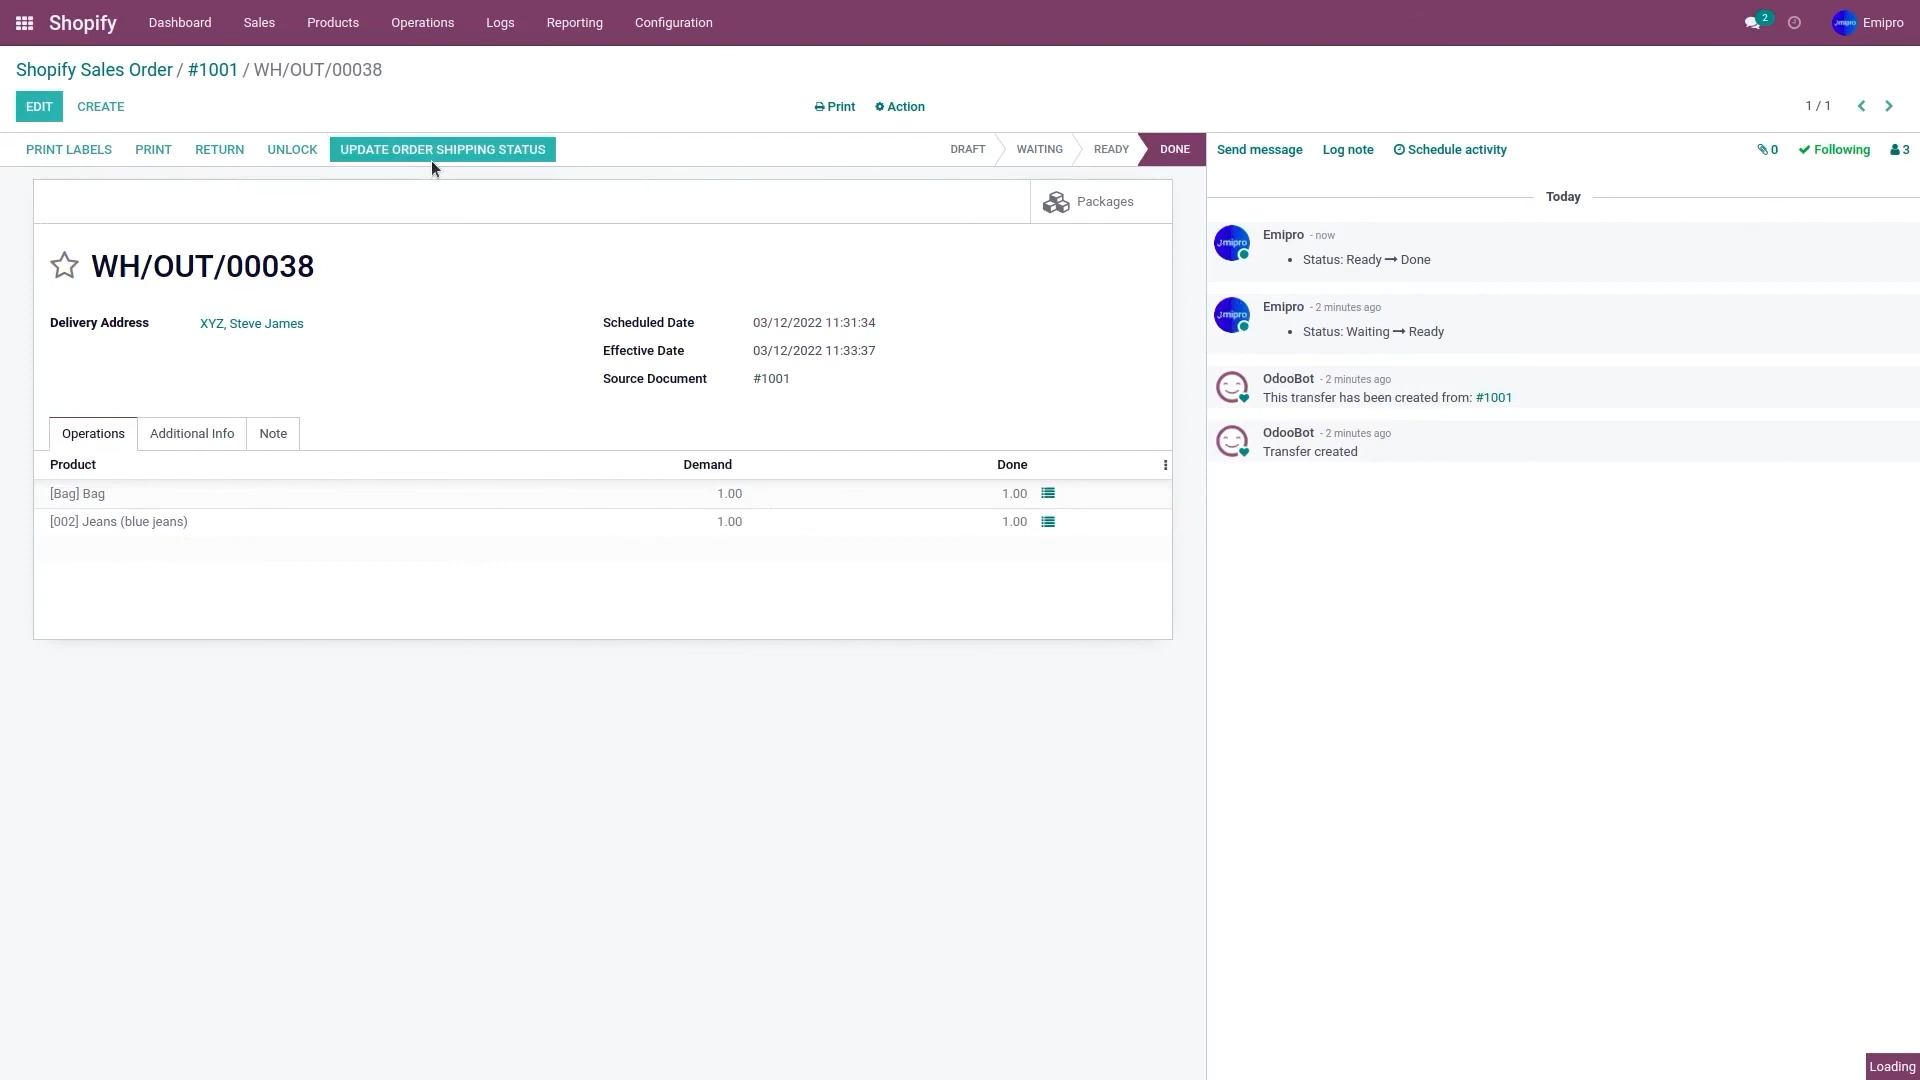 Shopify Dashboard Sales Products Operations Logs Reporting Configuration 2 Emipro
Shopify Sales Order / #1001 / WH/OUT/00038
EDIT CREATE Print Action 1 / 1
PRINT LABELS PRINT RETURN UNLOCK UPDATE ORDER SHIPPING STATUS DRAFT WAITING READY DONE
Send message Log note Schedule activity 0 Following 3
Packages
WH/OUT/00038
Delivery Address XYZ, Steve James
Scheduled Date 03/12/2022 11:31:34
Effective Date 03/12/2022 11:33:37
Source Document #1001
Operations Additional Info Note
Product Demand Done
[Bag] Bag 1.00 1.00
[002] Jeans (blue jeans) 1.00 1.00
Today
Emipro - now
• Status: Ready → Done
Emipro - 2 minutes ago
• Status: Waiting → Ready
OdooBot - 2 minutes ago
This transfer has been created from: #1001
OdooBot - 2 minutes ago
Transfer created
Loading